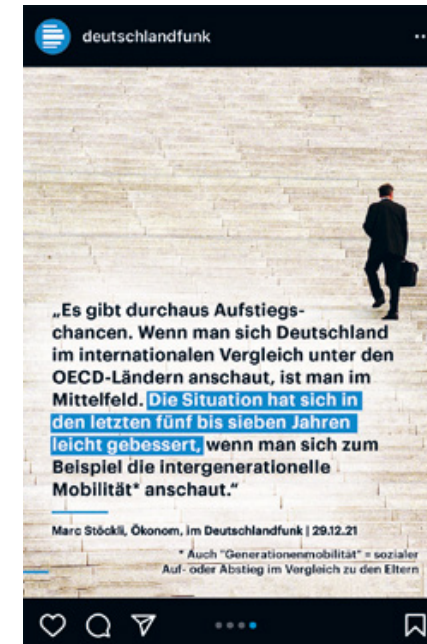 deutschlandfunk
„Es gibt durchaus Aufstiegs-
chancen. Wenn man sich Deutschland
im internationalen Vergleich unter den
OECD-Ländern anschaut, ist man im
Mittelfeld. Die Situation hat sich in
den letzten fünf bis sieben Jahren
leicht gebessert, wenn man sich zum
Beispiel die intergenerationelle
Mobilität* anschaut.“
Marc Stöckli, Ökonom, im Deutschlandfunk | 29.12.21
* Auch "Generationenmobilität" = sozialer
Auf- oder Abstieg im Vergleich zu den Eltern